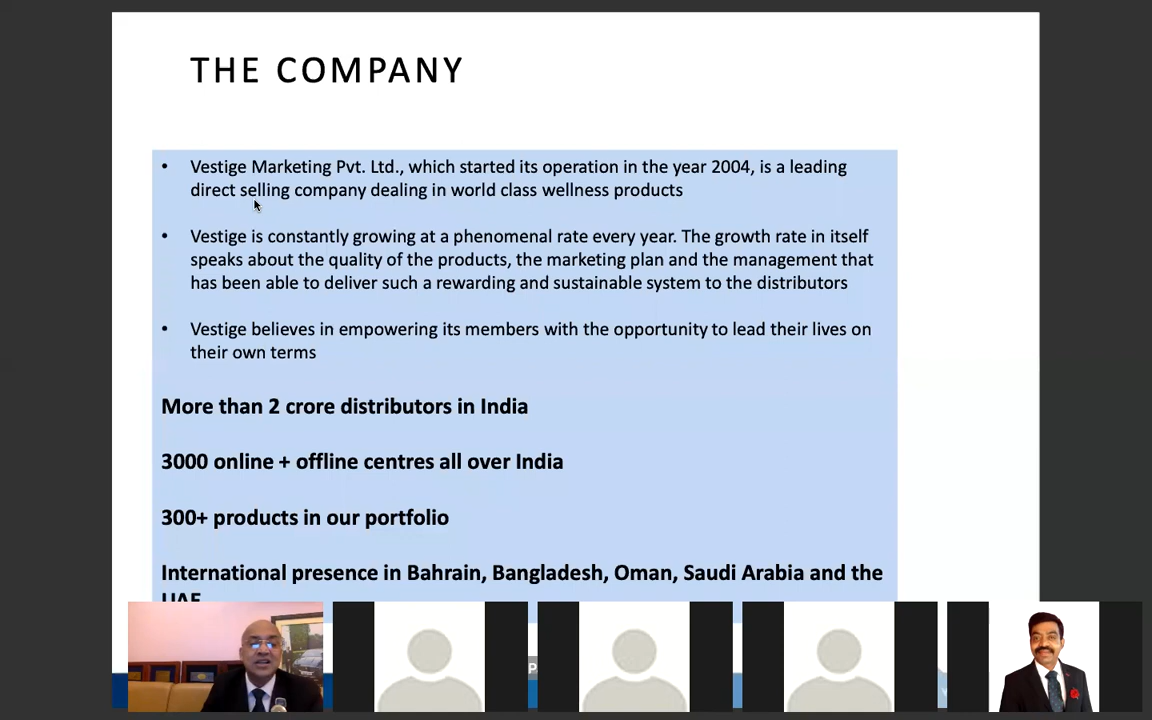 THE COMPANY
• Vestige Marketing Pvt. Ltd., which started its operation in the year 2004, is a leading
direct selling company dealing in world class wellness products
• Vestige is constantly growing at a phenomenal rate every year. The growth rate in itself
speaks about the quality of the products, the marketing plan and the management that
has been able to deliver such a rewarding and sustainable system to the distributors
• Vestige believes in empowering its members with the opportunity to lead their lives on
their own terms
More than 2 crore distributors in India
3000 online + offline centres all over India
300+ products in our portfolio
International presence in Bahrain, Bangladesh, Oman, Saudi Arabia and the
UAE